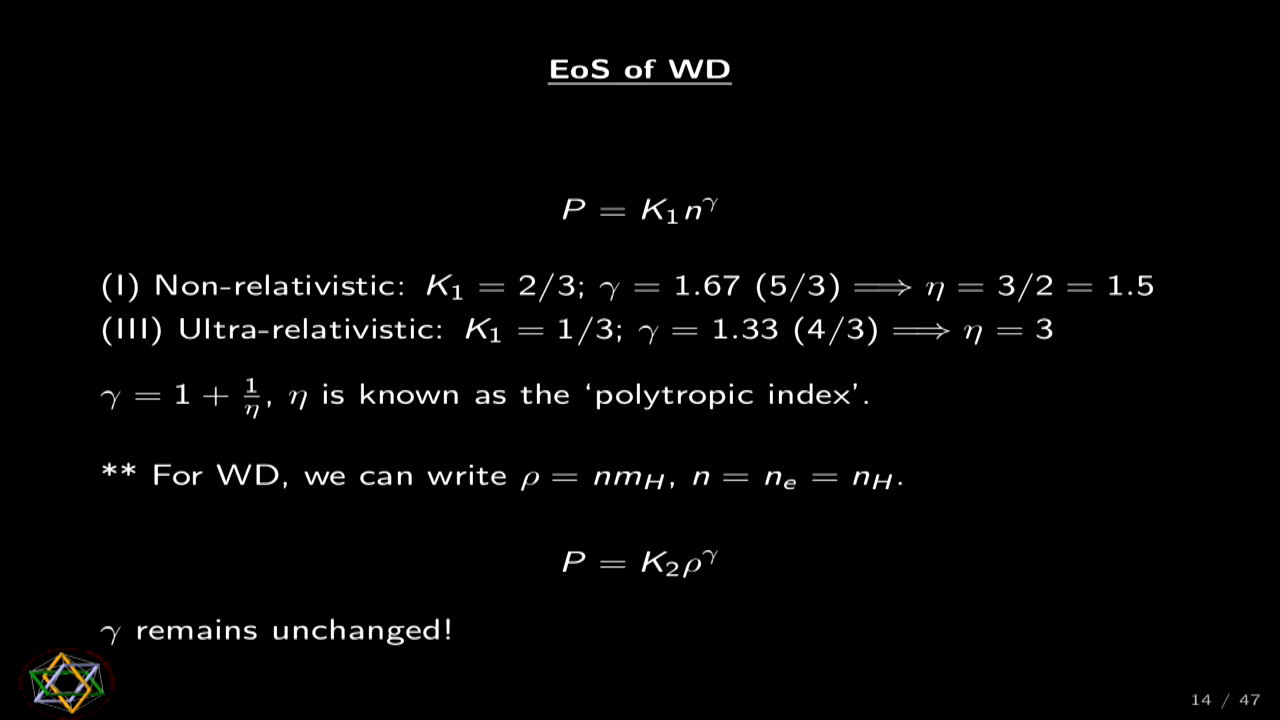 EoS of WD
P = K₁n^γ
(I) Non-relativistic: K₁ = 2/3; γ = 1.67 (5/3) ⟹ η = 3/2 = 1.5
(III) Ultra-relativistic: K₁ = 1/3; γ = 1.33 (4/3) ⟹ η = 3
γ = 1 + 1/η, η is known as the ‘polytropic index’.
** For WD, we can write ρ = nm_H, n = n_e = n_H.
P = K₂ρ^γ
γ remains unchanged!
14 / 47